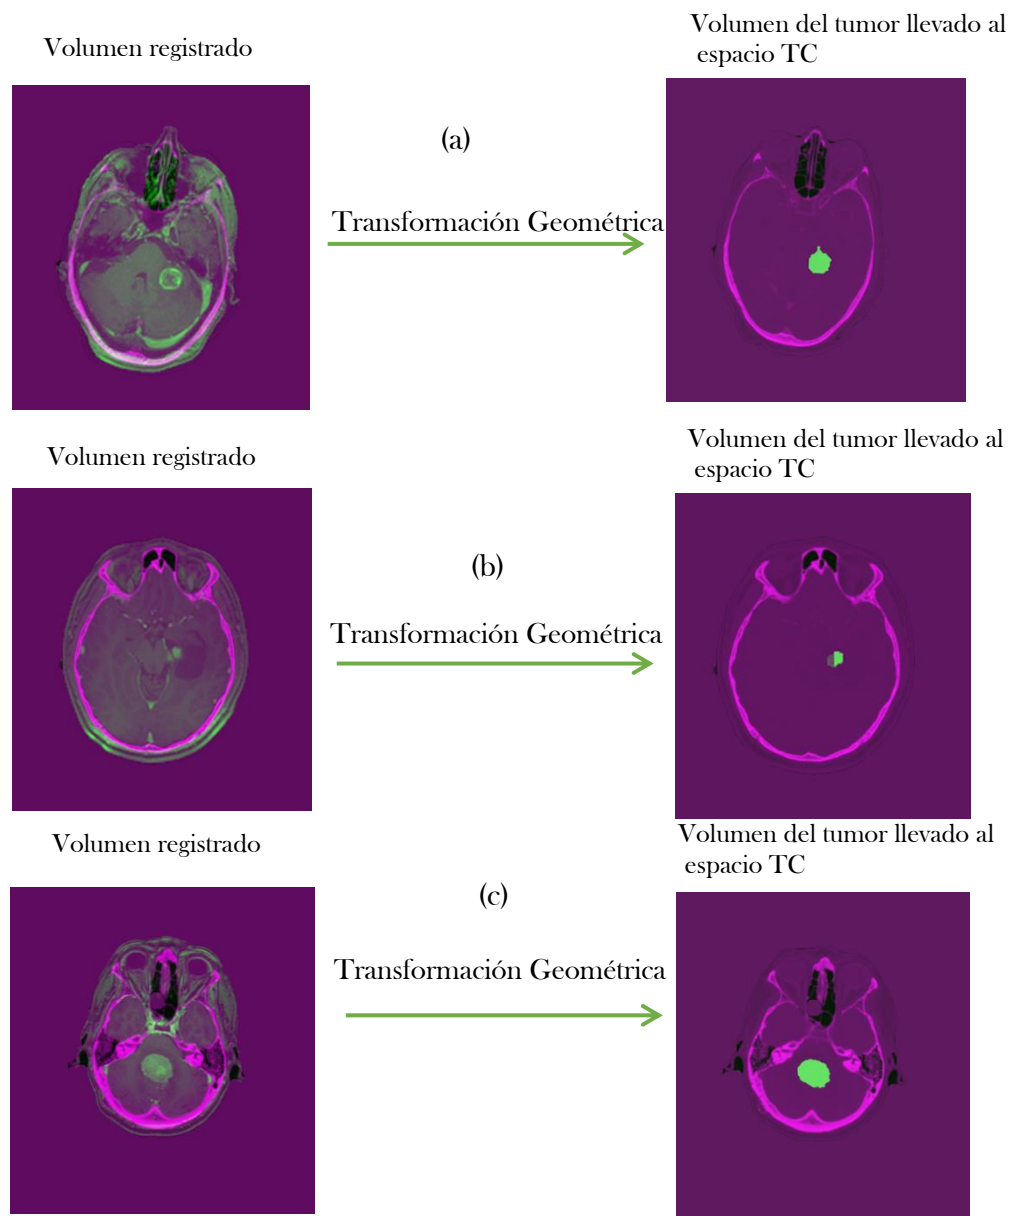 Volumen registrado
Volumen del tumor llevado al
espacio TC
(a)
Transformación Geométrica
Volumen registrado
Volumen del tumor llevado al
espacio TC
(b)
Transformación Geométrica
Volumen registrado
Volumen del tumor llevado al
espacio TC
(c)
Transformación Geométrica